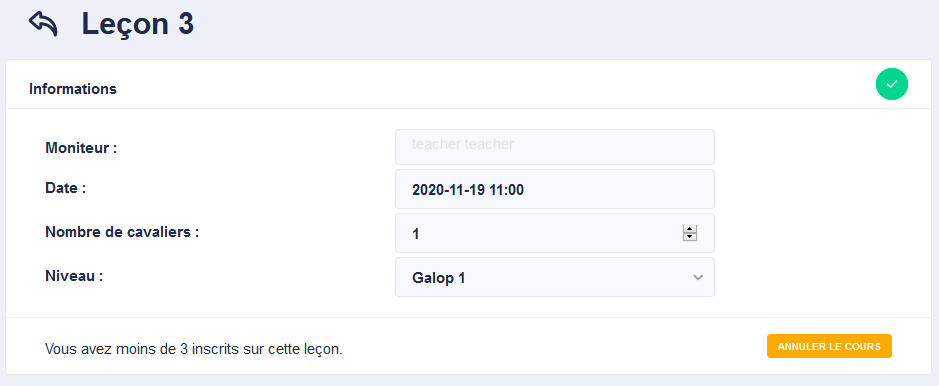 Leçon 3
Informations
Moniteur : teacher teacher
Date : 2020-11-19 11:00
Nombre de cavaliers : 1
Niveau : Galop 1
Vous avez moins de 3 inscrits sur cette leçon. ANNULER LE COURS